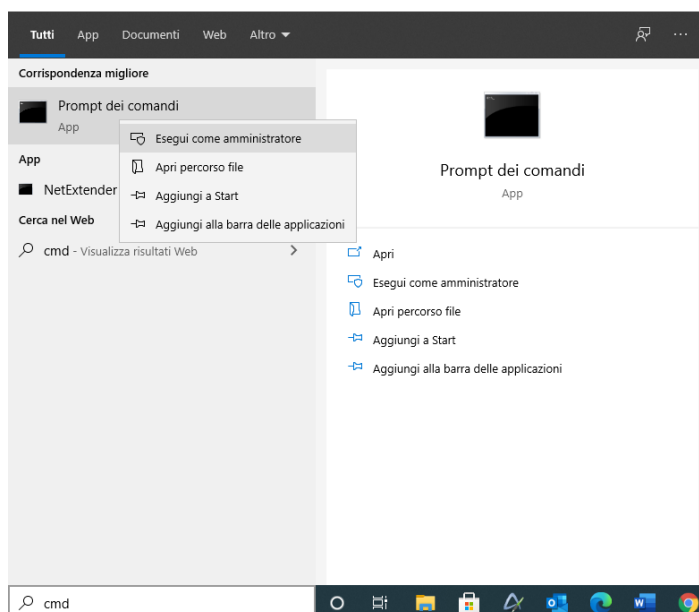 Tutti App Documenti Web Altro
Corrispondenza migliore
Prompt dei comandi
App
Esegui come amministratore
Apri percorso file
Aggiungi a Start
Aggiungi alla barra delle applicazioni
App
NetExtender
Cerca nel Web
cmd - Visualizza risultati Web
Prompt dei comandi
App
Apri
Esegui come amministratore
Apri percorso file
Aggiungi a Start
Aggiungi alla barra delle applicazioni
cmd